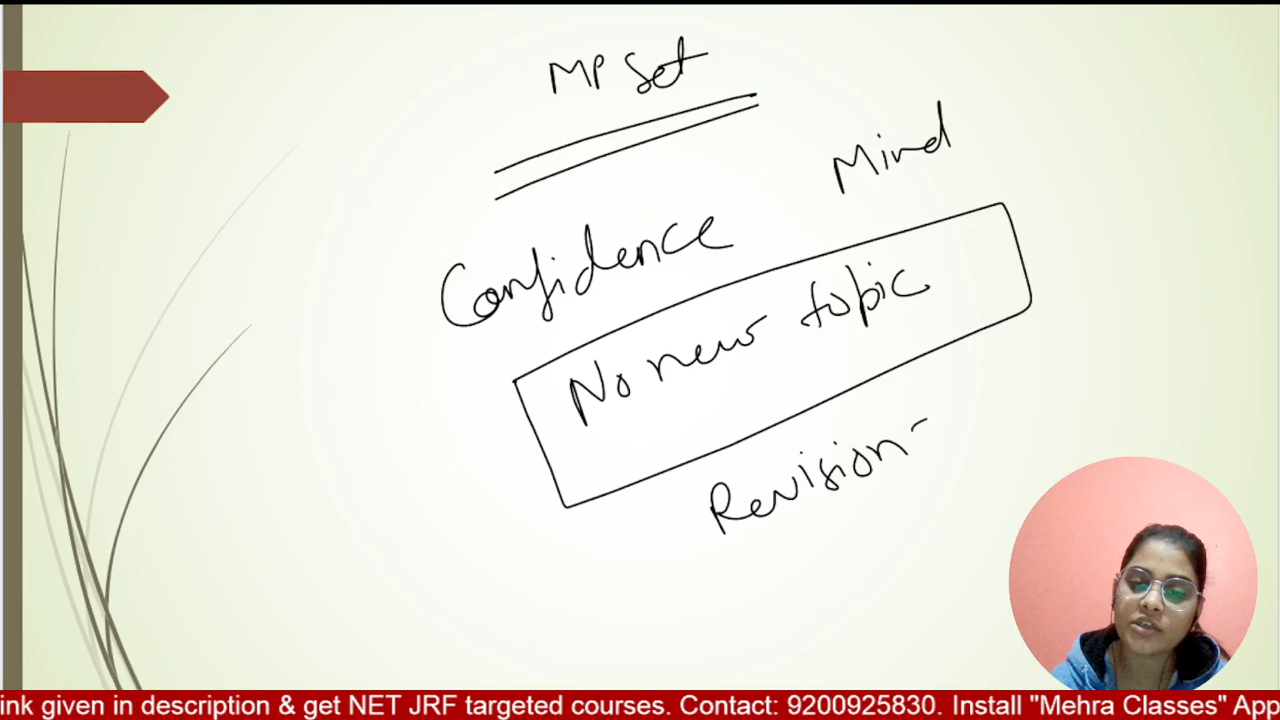 MP Set
Mind
Confidence
No new topic
Revision-
ink given in description & get NET JRF targeted courses. Contact: 9200925830. Install "Mehra Classes" App